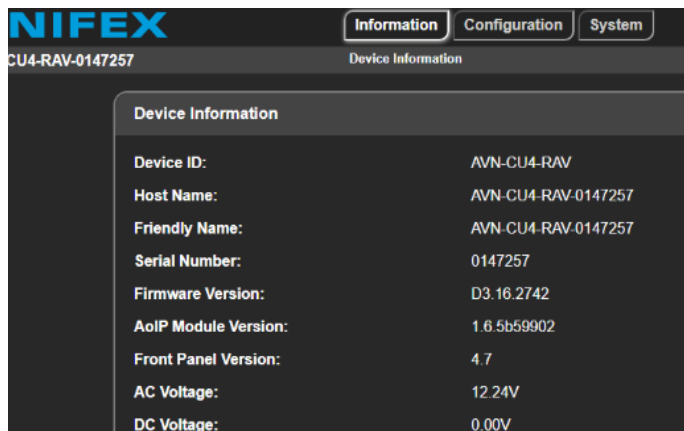 NIFEX Information Configuration System
CU4-RAV-0147257 Device Information
Device Information
Device ID: AVN-CU4-RAV
Host Name: AVN-CU4-RAV-0147257
Friendly Name: AVN-CU4-RAV-0147257
Serial Number: 0147257
Firmware Version: D3.16.2742
AoIP Module Version: 1.6.5b59902
Front Panel Version: 4.7
AC Voltage: 12.24V
DC Voltage: 0.00V